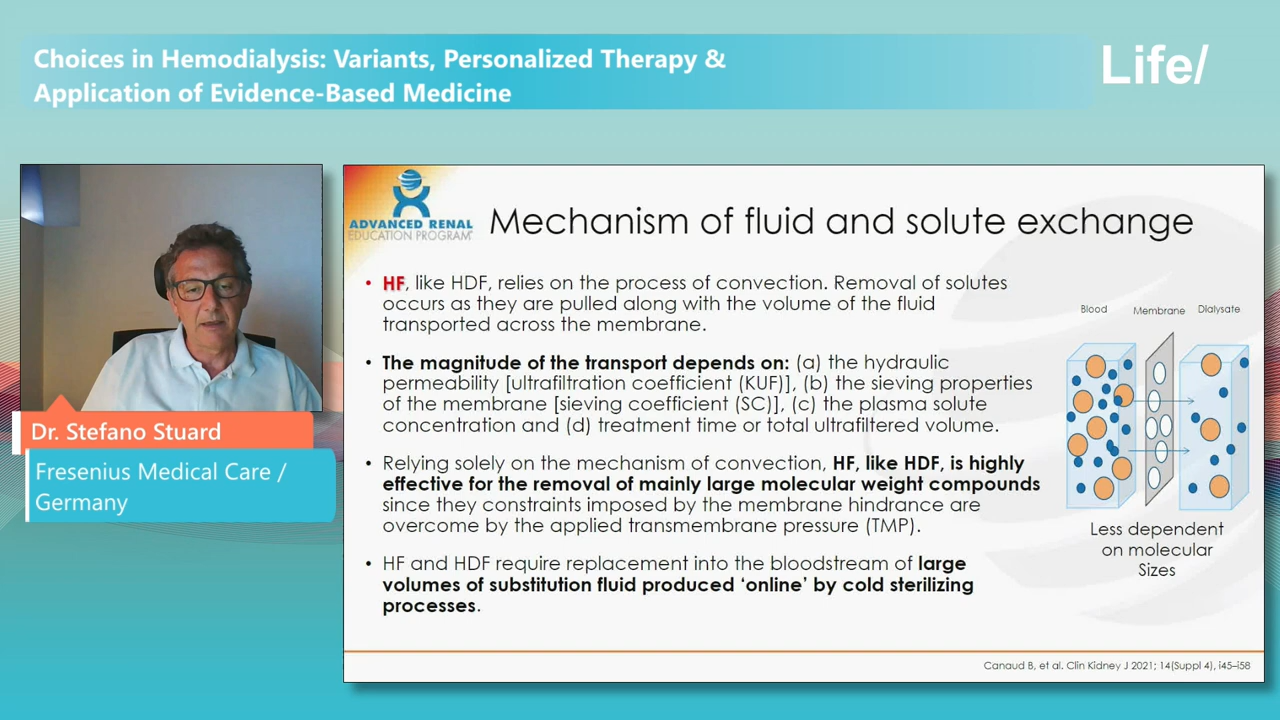 Choices in Hemodialysis: Variants, Personalized Therapy &
Application of Evidence-Based Medicine
Life/
ADVANCED RENAL
EDUCATION PROGRAM
Mechanism of fluid and solute exchange
• HF, like HDF, relies on the process of convection. Removal of solutes
occurs as they are pulled along with the volume of the fluid
transported across the membrane.
• The magnitude of the transport depends on: (a) the hydraulic
permeability [ultrafiltration coefficient (KUF)], (b) the sieving properties
of the membrane [sieving coefficient (SC)], (c) the plasma solute
concentration and (d) treatment time or total ultrafiltered volume.
• Relying solely on the mechanism of convection, HF, like HDF, is highly
effective for the removal of mainly large molecular weight compounds
since they constraints imposed by the membrane hindrance are
overcome by the applied transmembrane pressure (TMP).
• HF and HDF require replacement into the bloodstream of large
volumes of substitution fluid produced ‘online’ by cold sterilizing
processes.
Blood Membrane Dialysate
Less dependent
on molecular
Sizes
Canaud B, et al. Clin Kidney J 2021; 14(Suppl 4), i45–i58
Dr. Stefano Stuard
Fresenius Medical Care /
Germany